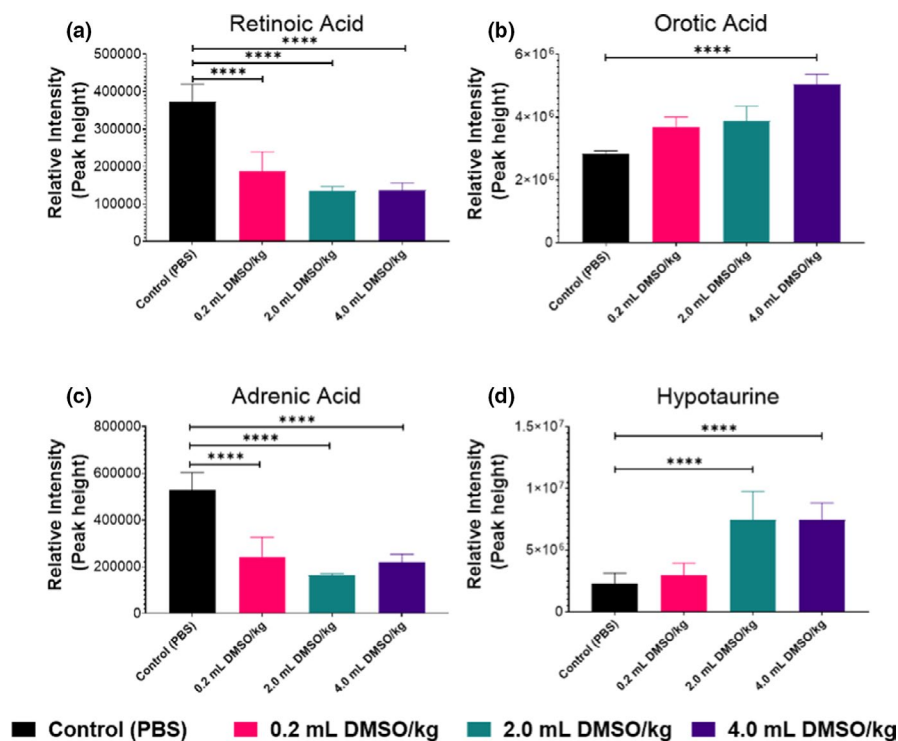 (a)
Retinoic Acid
Relative Intensity
(Peak height)
500000
400000
300000
200000
100000
0
****
****
****
Control (PBS)
0.2 mL DMSO/kg
2.0 mL DMSO/kg
4.0 mL DMSO/kg
(b)
Orotic Acid
Relative Intensity
(Peak height)
6×10⁶
4×10⁶
2×10⁶
0
****
Control (PBS)
0.2 mL DMSO/kg
2.0 mL DMSO/kg
4.0 mL DMSO/kg
(c)
Adrenic Acid
Relative Intensity
(Peak height)
800000
600000
400000
200000
0
****
****
****
Control (PBS)
0.2 mL DMSO/kg
2.0 mL DMSO/kg
4.0 mL DMSO/kg
(d)
Hypotaurine
Relative Intensity
(Peak height)
1.5×10⁷
1×10⁷
5×10⁶
0
****
****
Control (PBS)
0.2 mL DMSO/kg
2.0 mL DMSO/kg
4.0 mL DMSO/kg
Control (PBS) 0.2 mL DMSO/kg 2.0 mL DMSO/kg 4.0 mL DMSO/kg